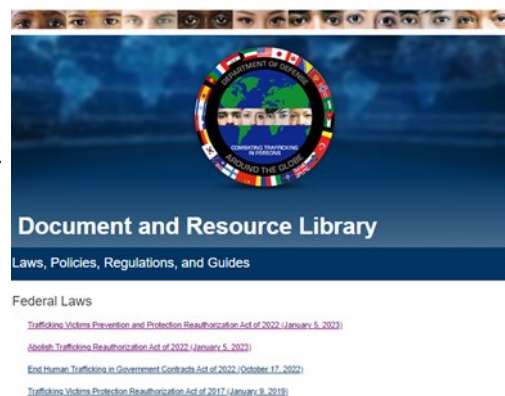 DEPARTMENT OF DEFENSE
COMBATING TRAFFICKING
IN PERSONS
AROUND THE GLOBE
Document and Resource Library
Laws, Policies, Regulations, and Guides
Federal Laws
Trafficking Victims Prevention and Protection Reauthorization Act of 2022 (January 5, 2023)
Abolish Trafficking Reauthorization Act of 2022 (January 5, 2023)
End Human Trafficking in Government Contracts Act of 2022 (October 17, 2022)
Trafficking Victims Protection Reauthorization Act of 2017 (January 9, 2019)